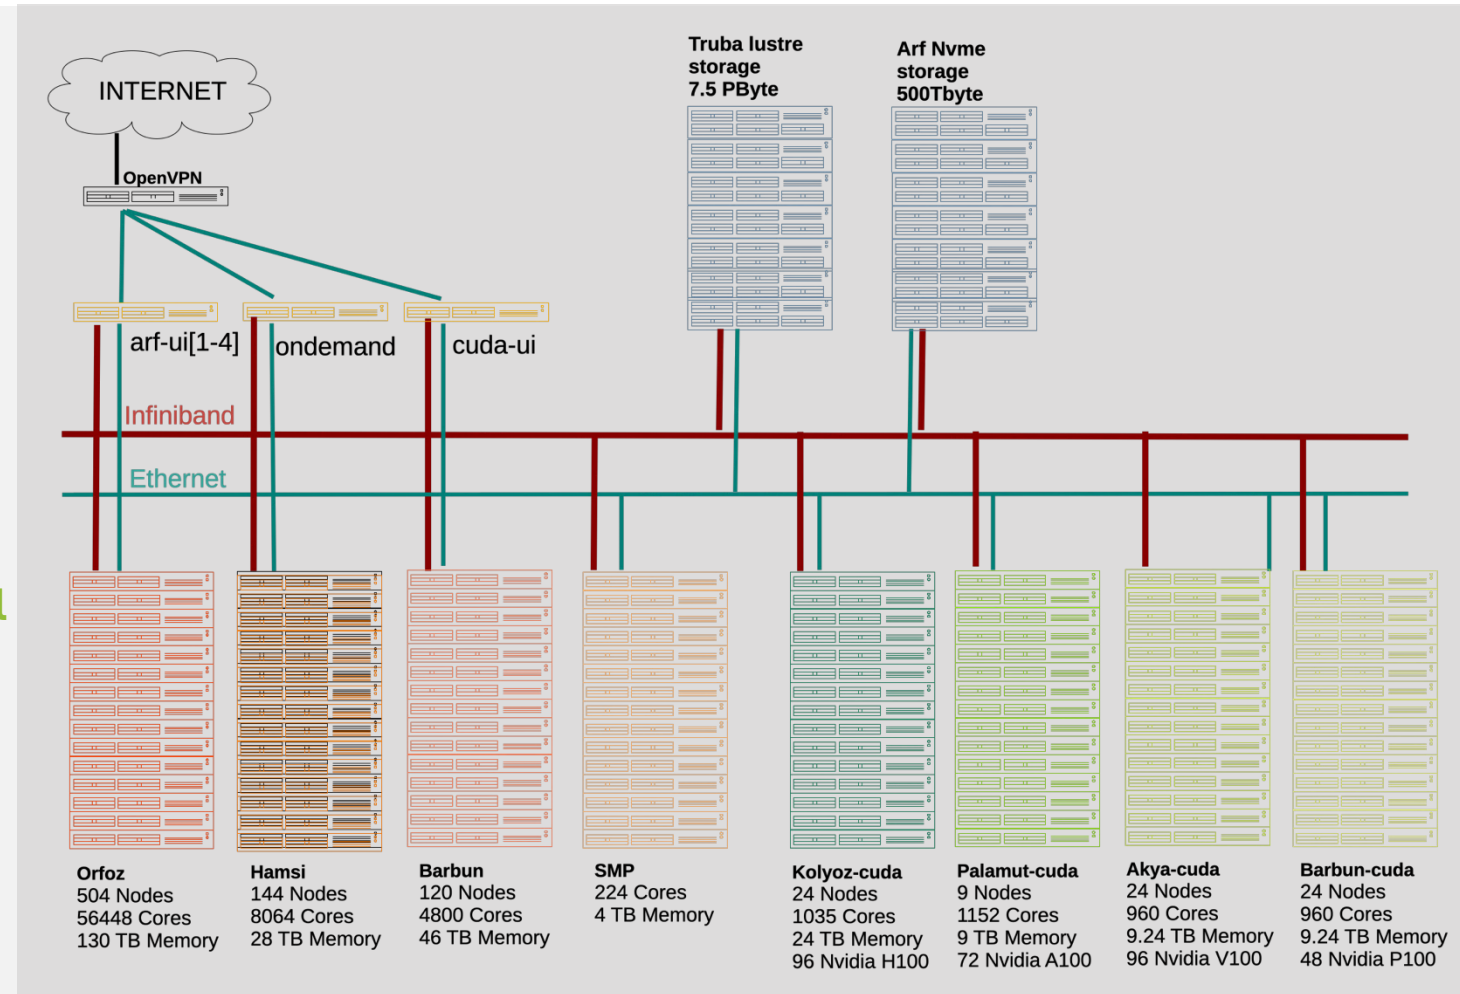 INTERNET
OpenVPN
Truba lustre
storage
7.5 PByte
Arf Nvme
storage
500Tbyte
arf-ui[1-4]
ondemand
cuda-ui
Infiniband
Ethernet
Orfoz
504 Nodes
56448 Cores
130 TB Memory
Hamsi
144 Nodes
8064 Cores
28 TB Memory
Barbun
120 Nodes
4800 Cores
46 TB Memory
SMP
224 Cores
4 TB Memory
Kolyoz-cuda
24 Nodes
1035 Cores
24 TB Memory
96 Nvidia H100
Palamut-cuda
9 Nodes
1152 Cores
9 TB Memory
72 Nvidia A100
Akya-cuda
24 Nodes
960 Cores
9.24 TB Memory
96 Nvidia V100
Barbun-cuda
24 Nodes
960 Cores
9.24 TB Memory
48 Nvidia P100